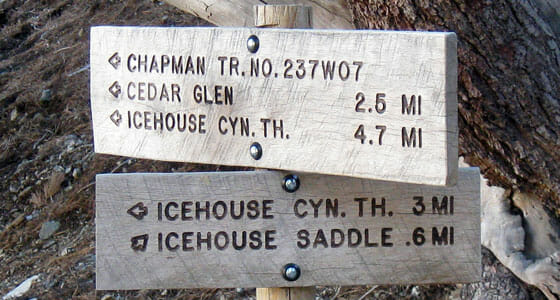 CHAPMAN TR. NO. 237W07
CEDAR GLEN 2.5 MI
ICEHOUSE CYN. TH. 4.7 MI
ICEHOUSE CYN. TH. 3 MI
ICEHOUSE SADDLE .6 MI